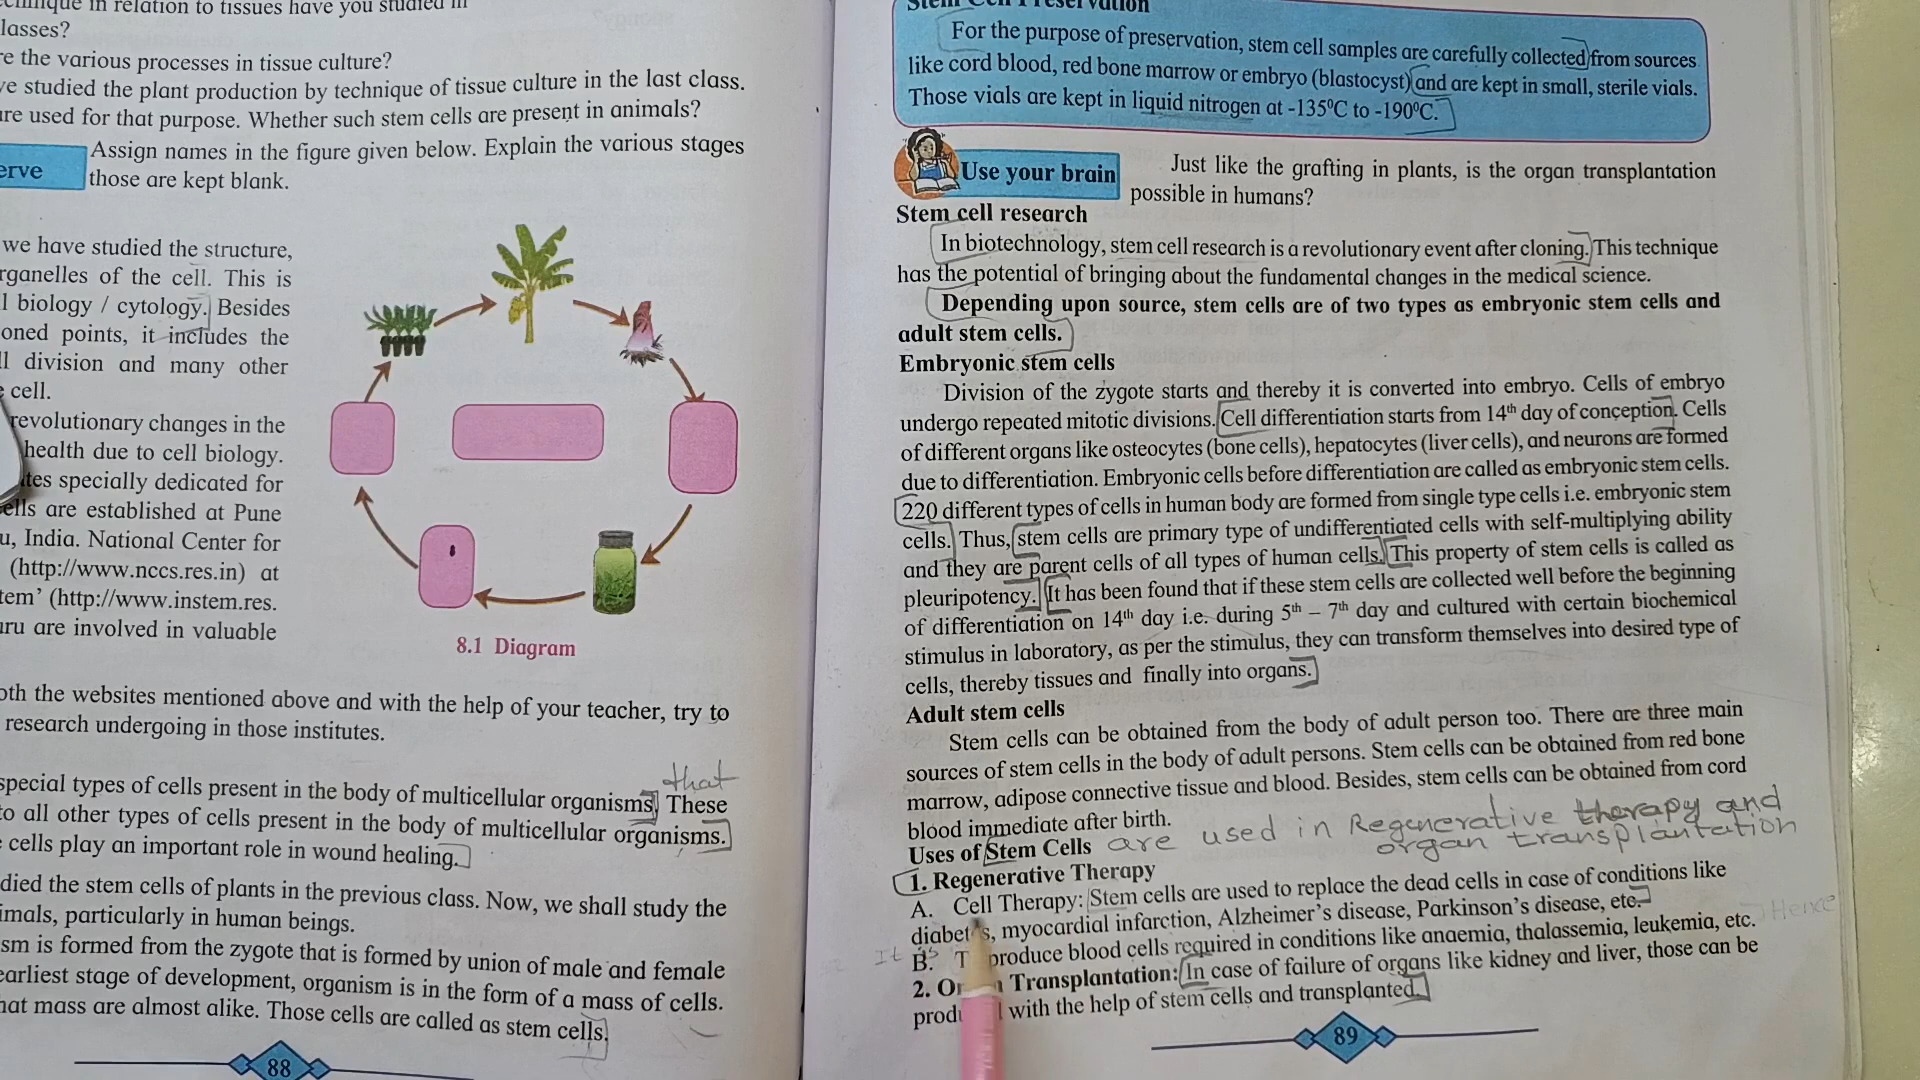 technique in relation to tissues have you studied in
lasses?
re the various processes in tissue culture?
ve studied the plant production by technique of tissue culture in the last class.
are used for that purpose. Whether such stem cells are present in animals?
erve
Assign names in the figure given below. Explain the various stages
those are kept blank.
we have studied the structure,
rganelles of the cell. This is
l biology / cytology. Besides
oned points, it includes the
ll division and many other
e cell.
revolutionary changes in the
health due to cell biology.
ites specially dedicated for
ells are established at Pune
u, India. National Center for
(http://www.nccs.res.in) at
tem’ (http://www.instem.res.
uru are involved in valuable
8.1 Diagram
oth the websites mentioned above and with the help of your teacher, try to
research undergoing in those institutes.
that
special types of cells present in the body of multicellular organisms. These
to all other types of cells present in the body of multicellular organisms.
e cells play an important role in wound healing.
died the stem cells of plants in the previous class. Now, we shall study the
imals, particularly in human beings.
sm is formed from the zygote that is formed by union of male and female
earliest stage of development, organism is in the form of a mass of cells.
hat mass are almost alike. Those cells are called as stem cells.
88
Stem Cell Preservation
For the purpose of preservation, stem cell samples are carefully collected from sources
like cord blood, red bone marrow or embryo (blastocyst) and are kept in small, sterile vials.
Those vials are kept in liquid nitrogen at -135⁰C to -190⁰C.
Use your brain
Just like the grafting in plants, is the organ transplantation
possible in humans?
Stem cell research
In biotechnology, stem cell research is a revolutionary event after cloning. This technique
has the potential of bringing about the fundamental changes in the medical science.
Depending upon source, stem cells are of two types as embryonic stem cells and
adult stem cells.
Embryonic stem cells
Division of the zygote starts and thereby it is converted into embryo. Cells of embryo
undergo repeated mitotic divisions. Cell differentiation starts from 14th day of conception. Cells
of different organs like osteocytes (bone cells), hepatocytes (liver cells), and neurons are formed
due to differentiation. Embryonic cells before differentiation are called as embryonic stem cells.
220 different types of cells in human body are formed from single type cells i.e. embryonic stem
cells. Thus, stem cells are primary type of undifferentiated cells with self-multiplying ability
and they are parent cells of all types of human cells. This property of stem cells is called as
pleuripotency. It has been found that if these stem cells are collected well before the beginning
of differentiation on 14th day i.e. during 5th – 7th day and cultured with certain biochemical
stimulus in laboratory, as per the stimulus, they can transform themselves into desired type of
cells, thereby tissues and finally into organs.
Adult stem cells
Stem cells can be obtained from the body of adult person too. There are three main
sources of stem cells in the body of adult persons. Stem cells can be obtained from red bone
marrow, adipose connective tissue and blood. Besides, stem cells can be obtained from cord
blood immediate after birth.
Uses of Stem Cells are used in Regenerative therapy and
organ transplantation
1. Regenerative Therapy
A. Cell Therapy: Stem cells are used to replace the dead cells in case of conditions like
diabetes, myocardial infarction, Alzheimer’s disease, Parkinson’s disease, etc. Hence
It B. T produce blood cells required in conditions like anaemia, thalassemia, leukemia, etc.
2. Or n Transplantation: In case of failure of organs like kidney and liver, those can be
prod with the help of stem cells and transplanted.
89